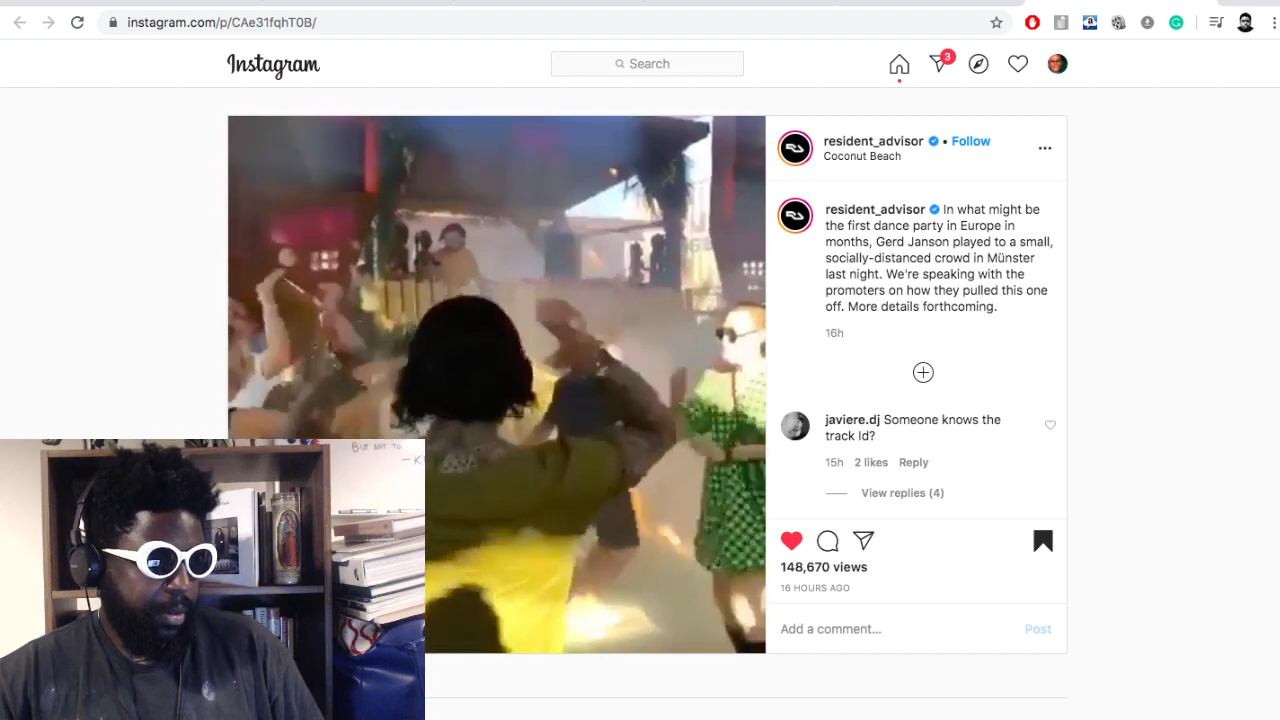 instagram.com/p/CAe31fqhT0B/
Instagram
Search
3
resident_advisor • Follow
Coconut Beach
resident_advisor In what might be
the first dance party in Europe in
months, Gerd Janson played to a small,
socially-distanced crowd in Münster
last night. We're speaking with the
promoters on how they pulled this one
off. More details forthcoming.
16h
javiere.dj Someone knows the
track Id?
15h 2 likes Reply
View replies (4)
148,670 views
16 HOURS AGO
Add a comment... Post
BUT NOT TO